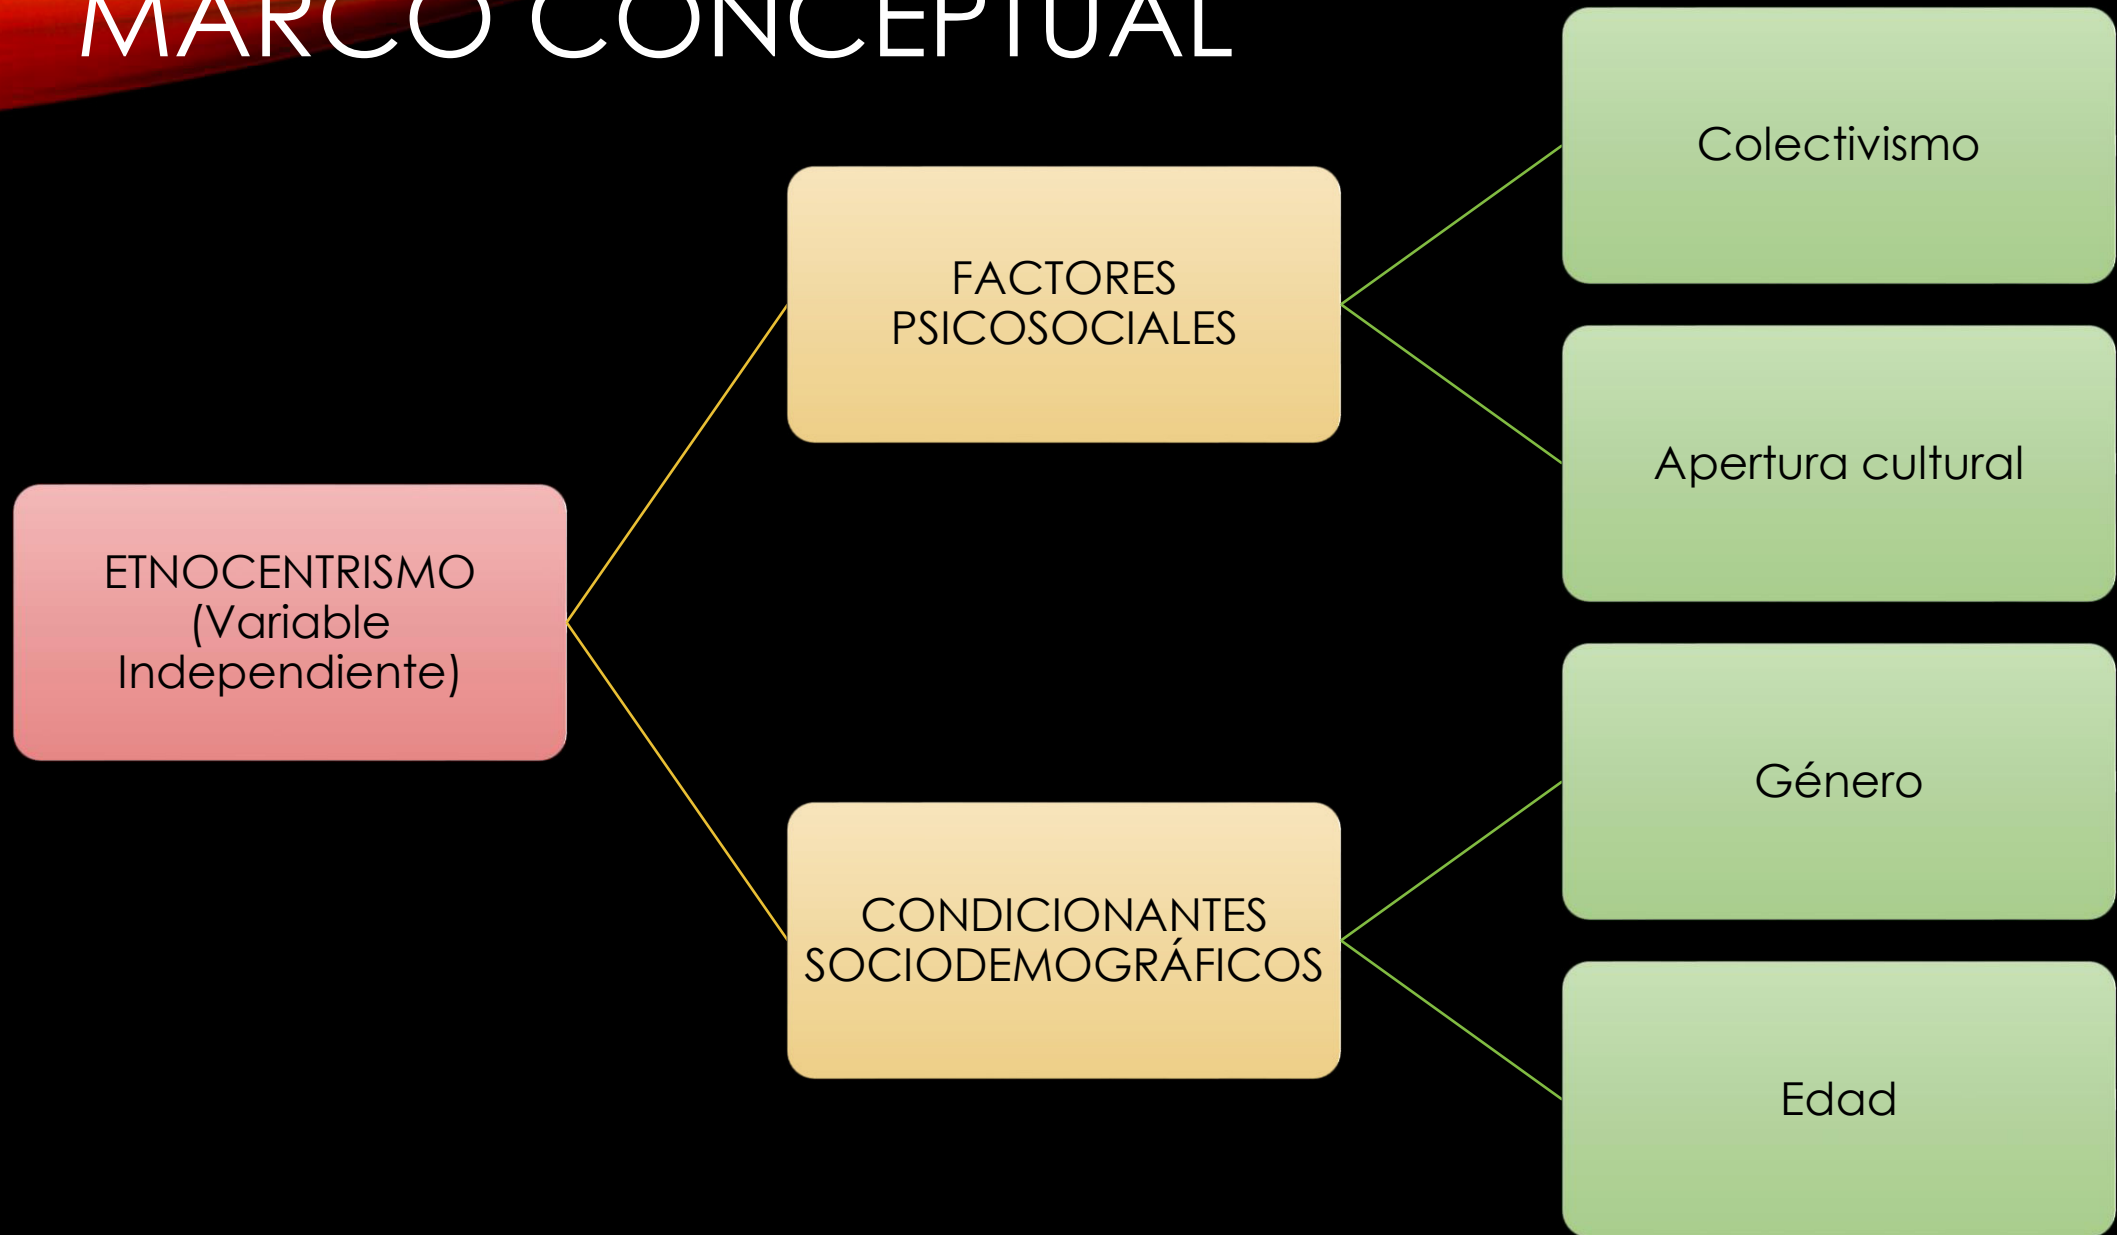 MARCO CONCEPTUAL
ETNOCENTRISMO
(Variable
Independiente)
FACTORES
PSICOSOCIALES
Colectivismo
Apertura cultural
CONDICIONANTES
SOCIODEMOGRÁFICOS
Género
Edad